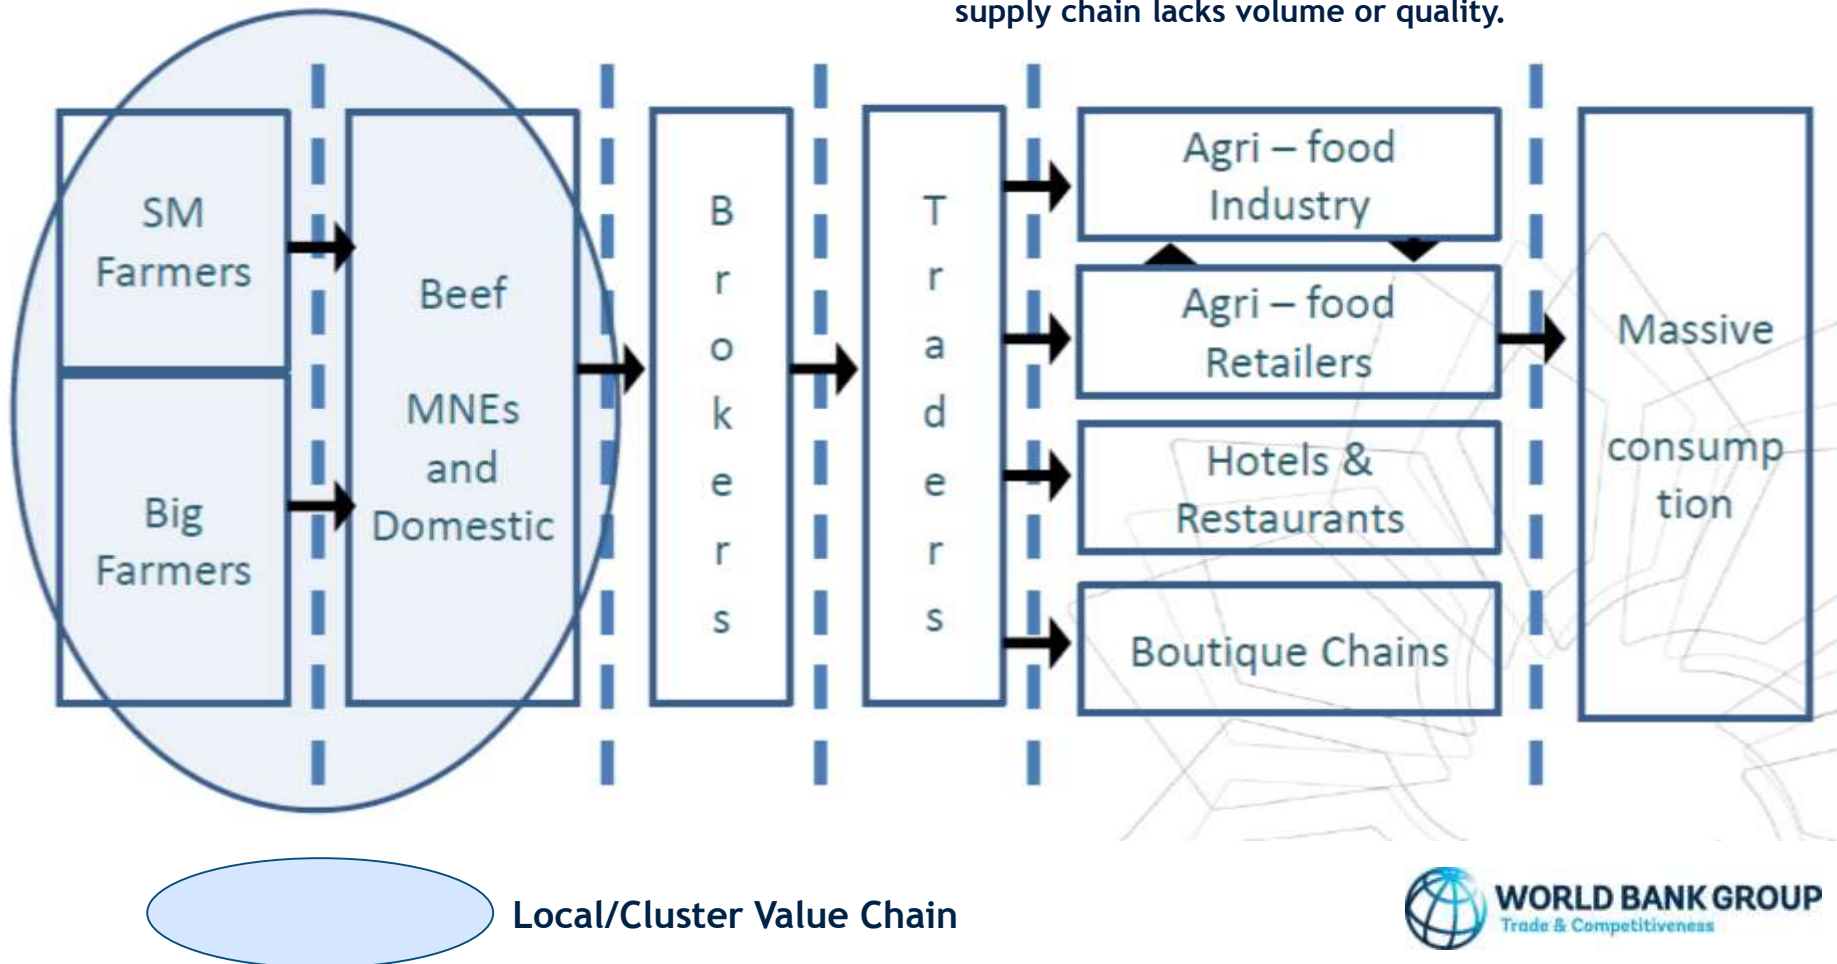 supply chain lacks volume or quality.
SM
Farmers
Big
Farmers
Beef
MNEs
and
Domestic
B
r
o
k
e
r
s
T
r
a
d
e
r
s
Agri – food
Industry
Agri – food
Retailers
Hotels &
Restaurants
Boutique Chains
Massive
consump
tion
Local/Cluster Value Chain
WORLD BANK GROUP
Trade & Competitiveness